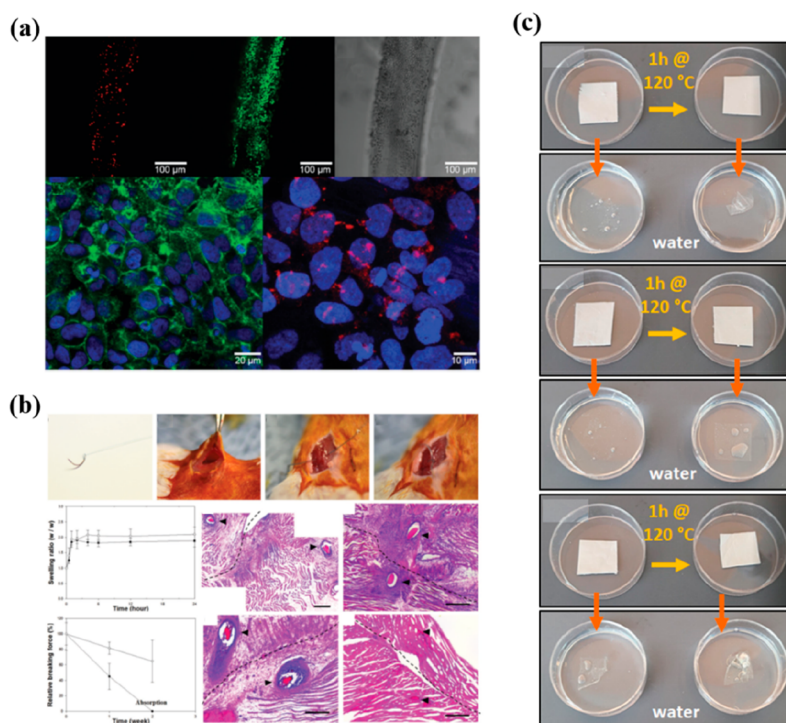 (a)
100 μm
100 μm
100 μm
20 μm
10 μm
(b)
Swelling ratio (w / w)
Time (hour)
Relative breaking force (%)
Absorption
Time (week)
(c)
1h @
120 °C
water
1h @
120 °C
water
1h @
120 °C
water